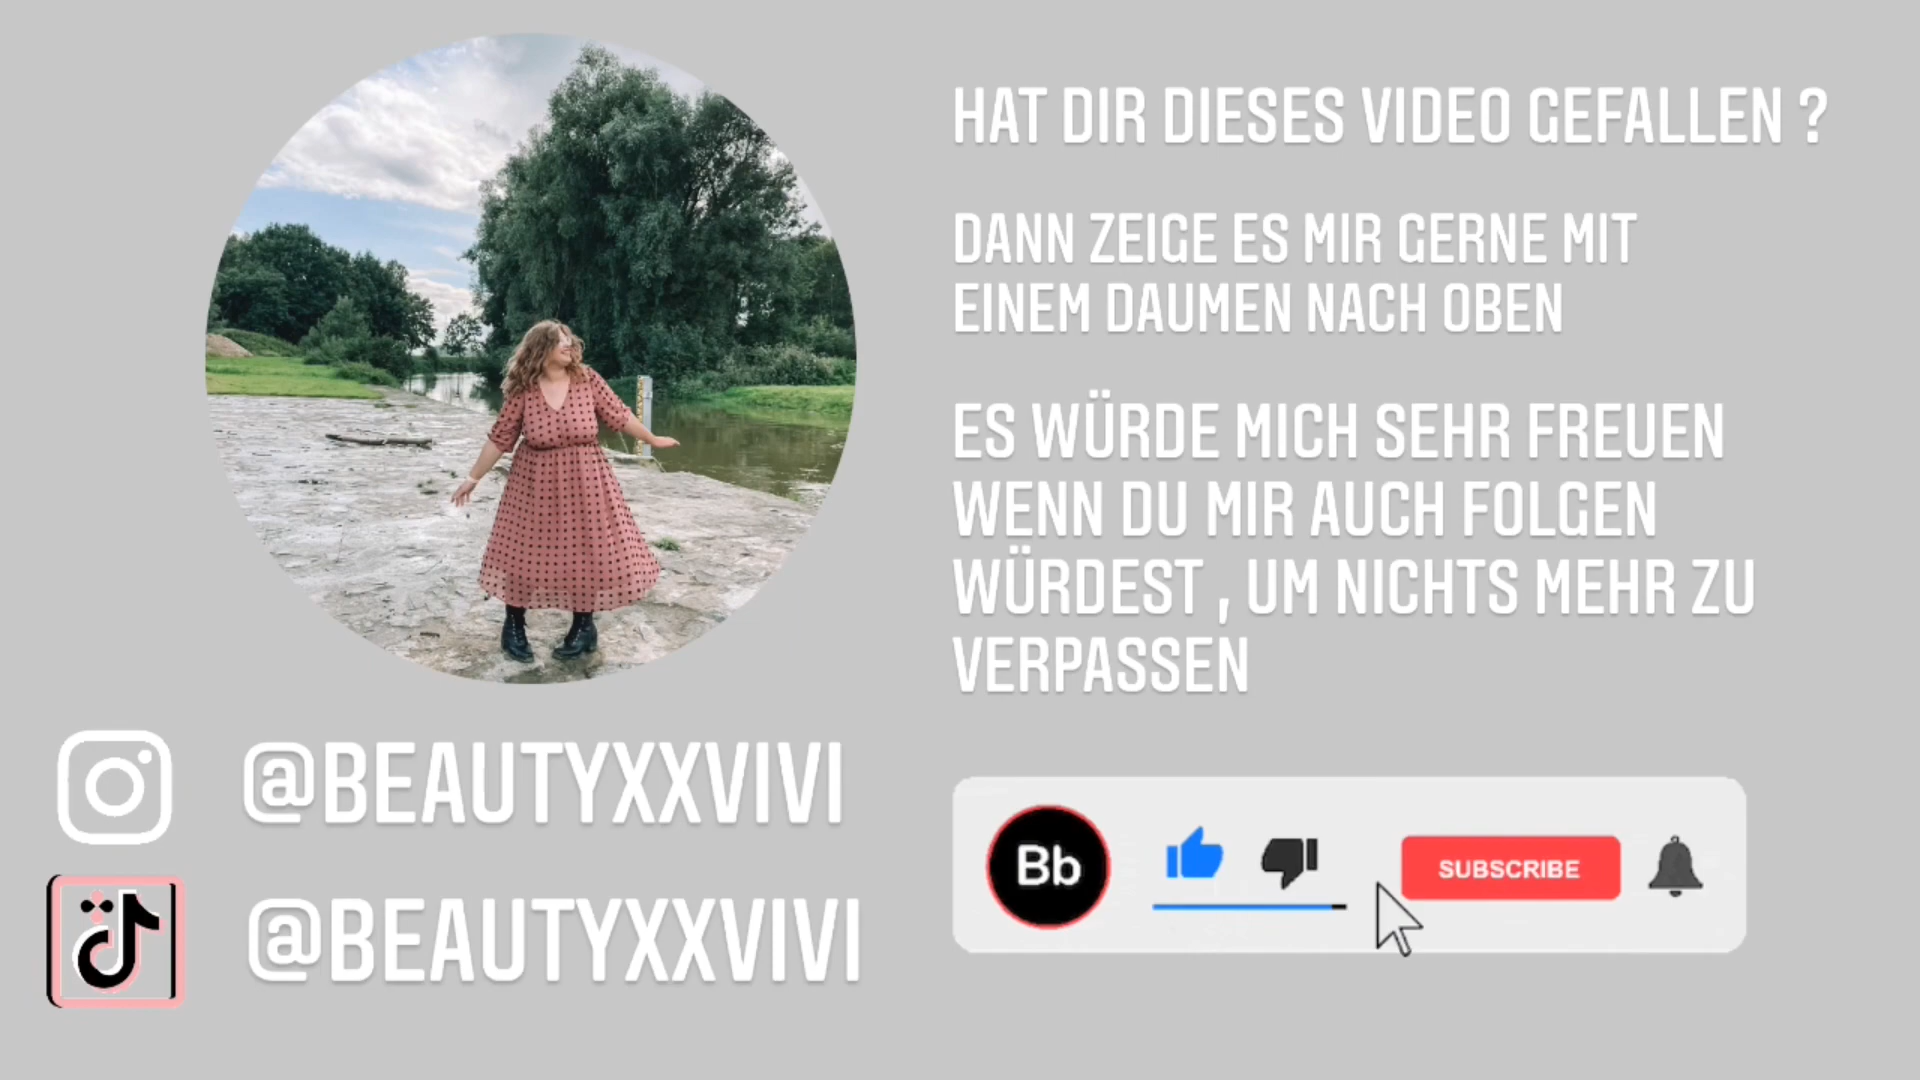 HAT DIR DIESES VIDEO GEFALLEN ?
DANN ZEIGE ES MIR GERNE MIT
EINEM DAUMEN NACH OBEN
ES WÜRDE MICH SEHR FREUEN
WENN DU MIR AUCH FOLGEN
WÜRDEST , UM NICHTS MEHR ZU
VERPASSEN
@BEAUTYXXVIVI
@BEAUTYXXVIVI
Bb
SUBSCRIBE